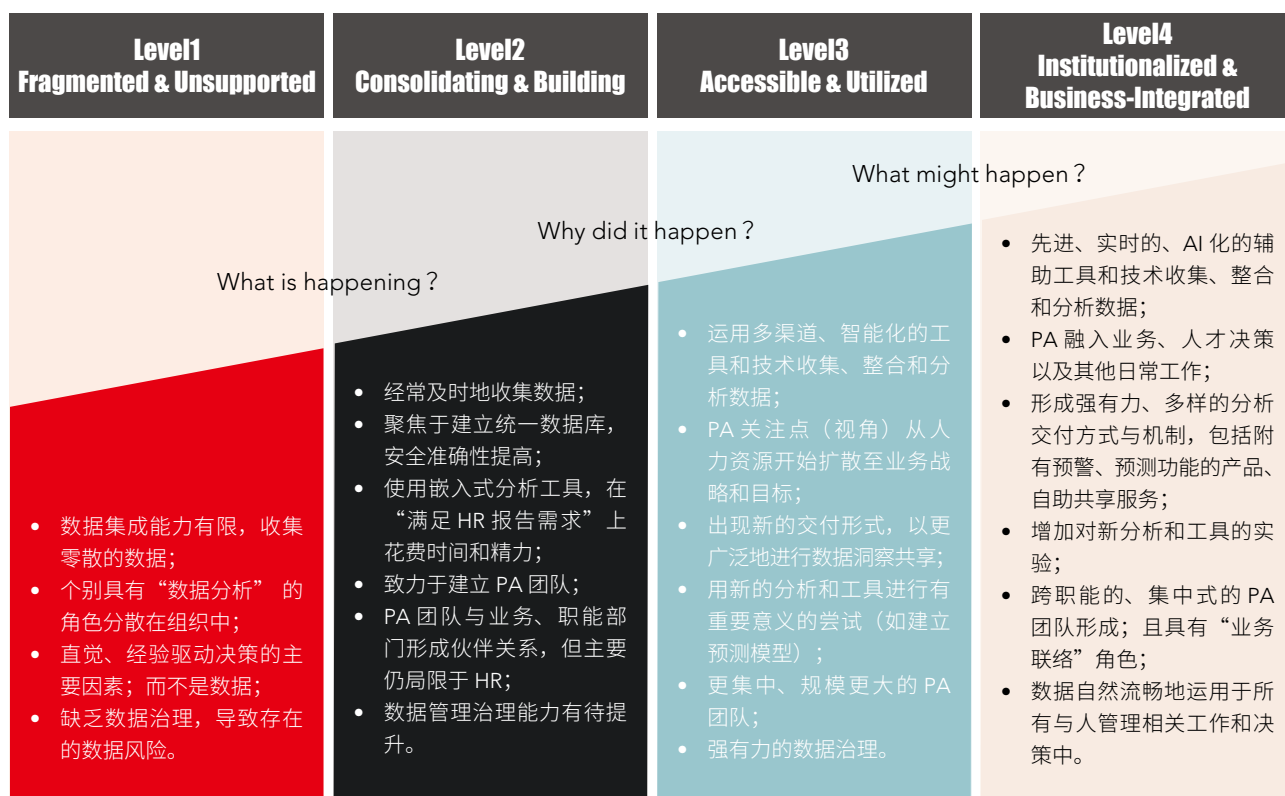 Level1
Fragmented & Unsupported
Level2
Consolidating & Building
Level3
Accessible & Utilized
Level4
Institutionalized &
Business-Integrated
What is happening？
Why did it happen？
What might happen？
• 数据集成能力有限，收集
零散的数据；
• 个别具有“数据分析” 的
角色分散在组织中；
• 直觉、经验驱动决策的主
要因素；而不是数据；
• 缺乏数据治理，导致存在
的数据风险。
• 经常及时地收集数据；
• 聚焦于建立统一数据库，
安全准确性提高；
• 使用嵌入式分析工具，在
“满足 HR 报告需求”上
花费时间和精力；
• 致力于建立 PA 团队；
• PA 团队与业务、职能部
门形成伙伴关系，但主要
仍局限于 HR；
• 数据管理治理能力有待提
升。
• 运用多渠道、智能化的工
具和技术收集、整合和分
析数据；
• PA 关注点（视角）从人
力资源开始扩散至业务战
略和目标；
• 出现新的交付形式，以更
广泛地进行数据洞察共享；
• 用新的分析和工具进行有
重要意义的尝试（如建立
预测模型）；
• 更集中、规模更大的 PA
团队；
• 强有力的数据治理。
• 先进、实时的、AI 化的辅
助工具和技术收集、整合
和分析数据；
• PA 融入业务、人才决策
以及其他日常工作；
• 形成强有力、多样的分析
交付方式与机制，包括附
有预警、预测功能的产品、
自助共享服务；
• 增加对新分析和工具的实
验；
• 跨职能的、集中式的 PA
团队形成；且具有“业务
联络”角色；
• 数据自然流畅地运用于所
有与人管理相关工作和决
策中。